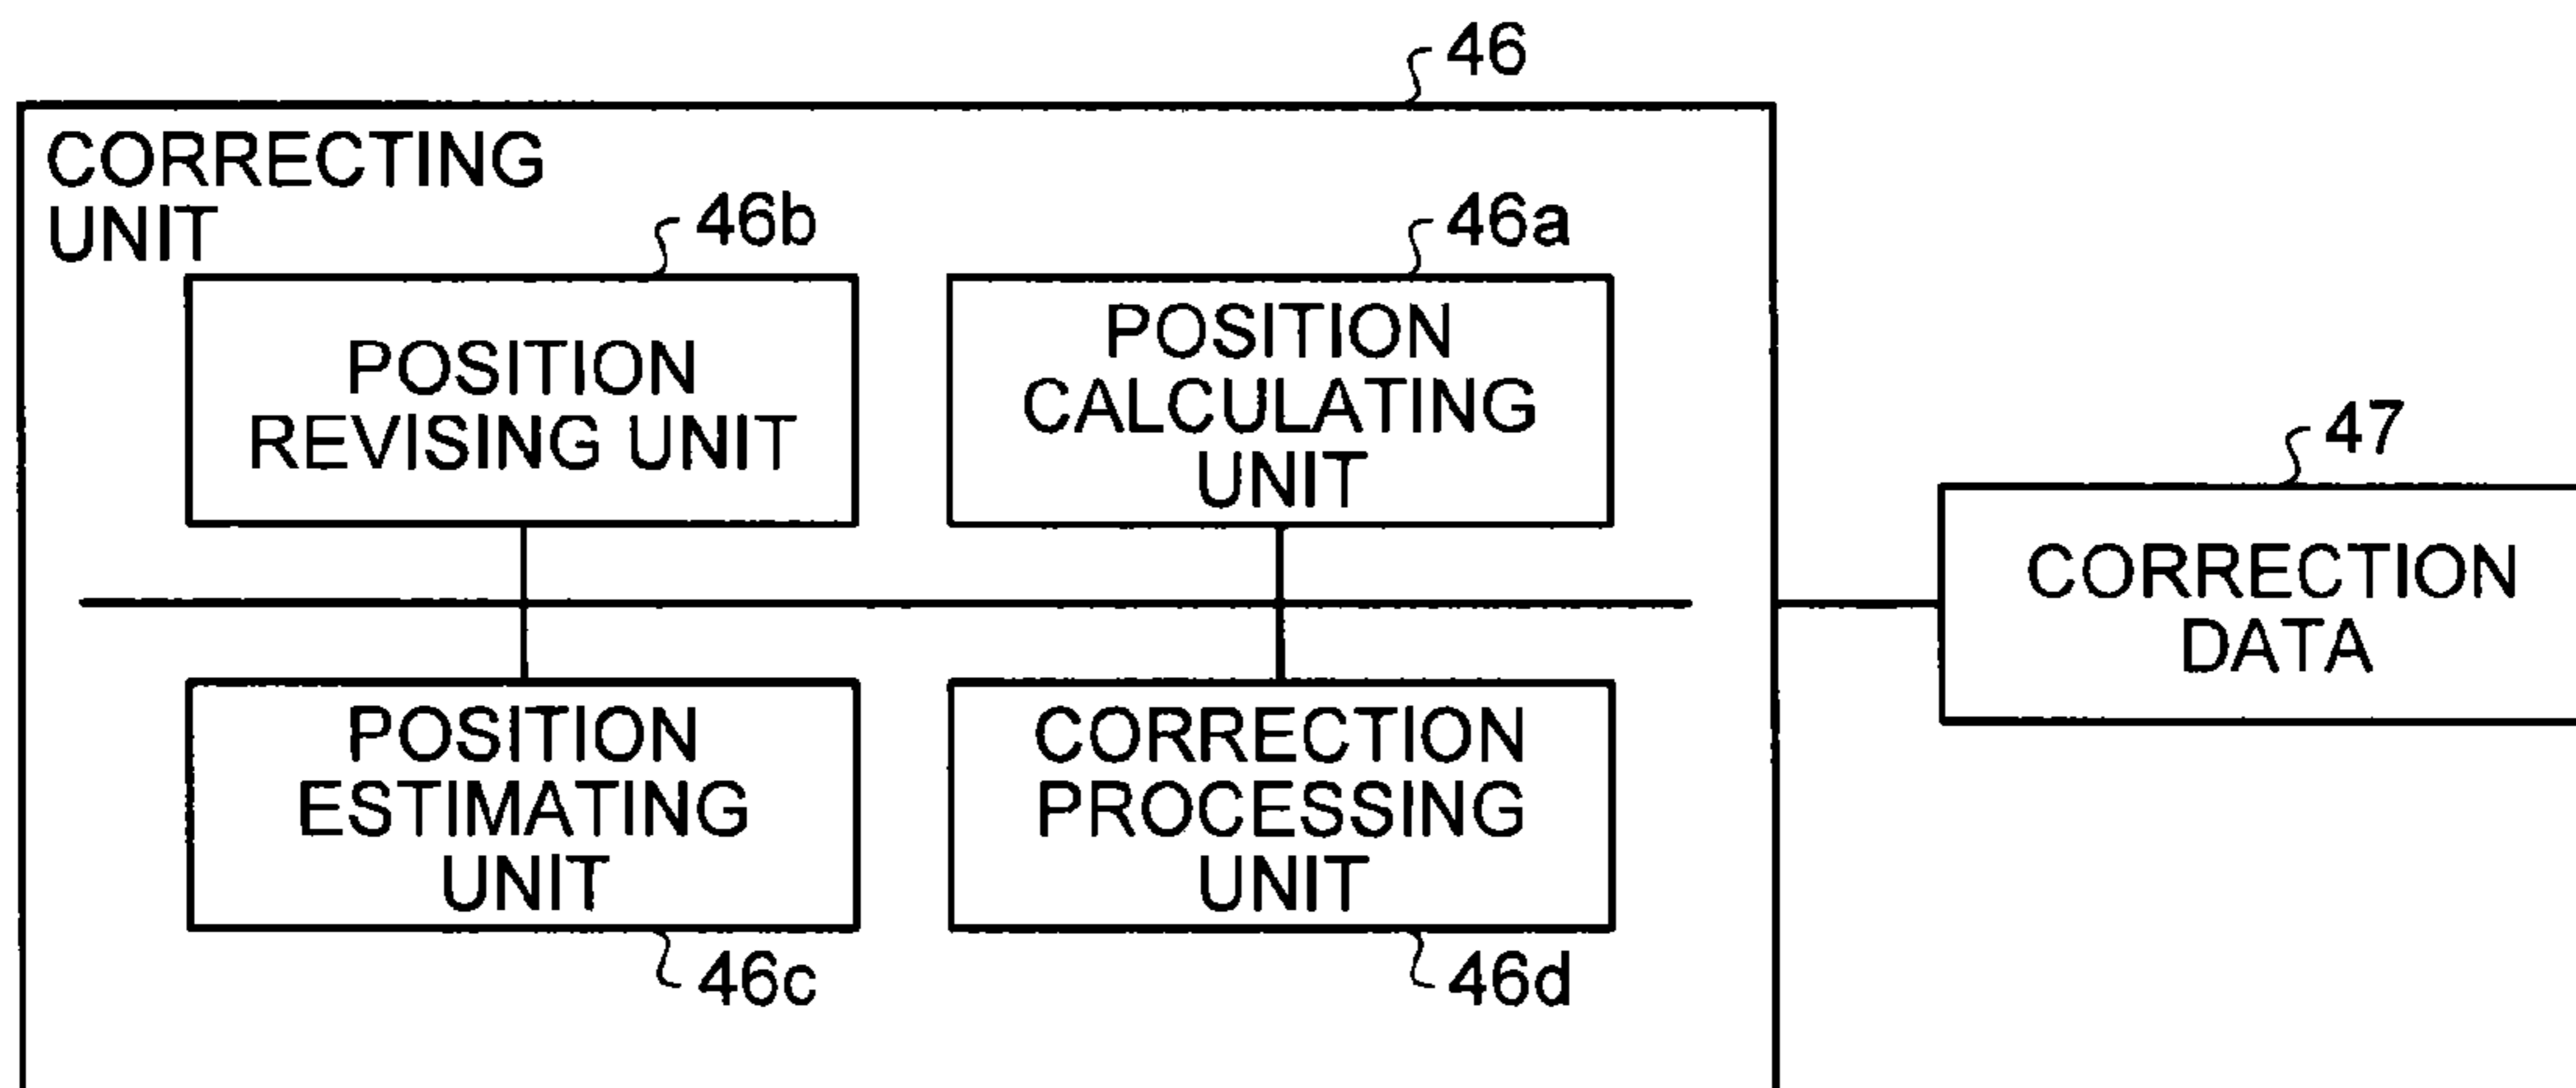 46
CORRECTING
UNIT
46b
46a
POSITION
REVISING UNIT
POSITION
CALCULATING
UNIT
47
CORRECTION
DATA
POSITION
ESTIMATING
UNIT
CORRECTION
PROCESSING
UNIT
46c
46d